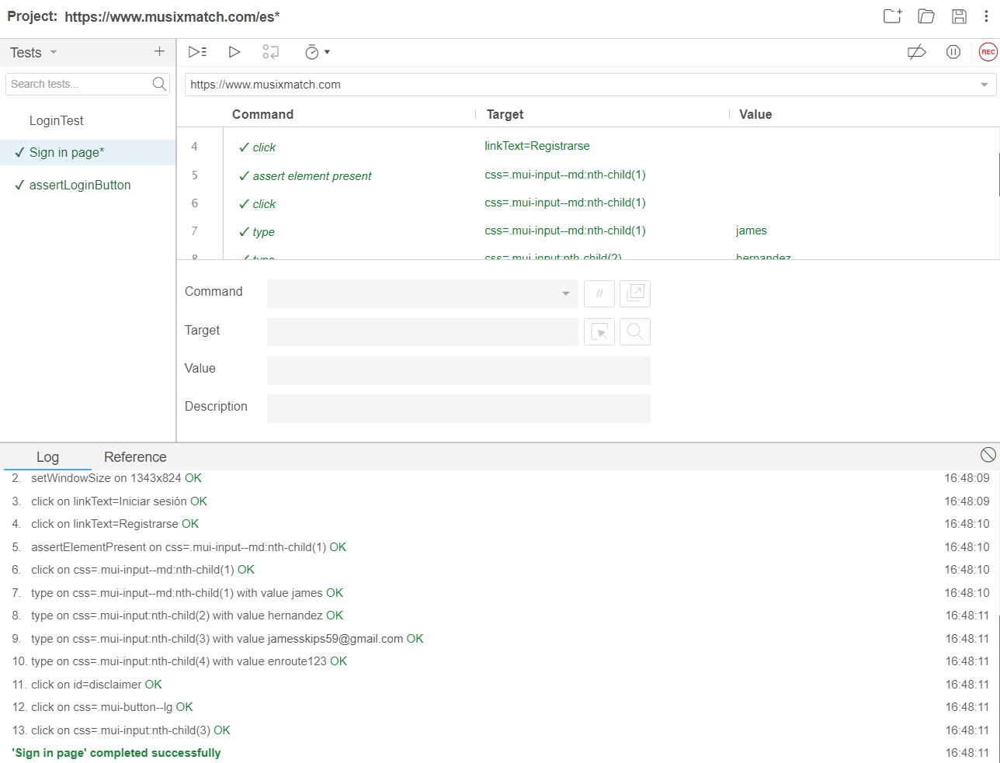 Project: https://www.musixmatch.com/es*
Tests
Search tests...
LoginTest
Sign in page*
assertLoginButton
REC
https://www.musixmatch.com
Command Target Value
4 click linkText=Registrarse
5 assert element present css=.mui-input--md:nth-child(1)
6 click css=.mui-input--md:nth-child(1)
7 type css=.mui-input--md:nth-child(1) james
8 type css=.mui-input:nth-child(2) hernandez
Command //
Target
Value
Description
Log Reference
2. setWindowSize on 1343x824 OK 16:48:09
3. click on linkText=Iniciar sesión OK 16:48:09
4. click on linkText=Registrarse OK 16:48:10
5. assertElementPresent on css=.mui-input--md:nth-child(1) OK 16:48:10
6. click on css=.mui-input--md:nth-child(1) OK 16:48:10
7. type on css=.mui-input--md:nth-child(1) with value james OK 16:48:10
8. type on css=.mui-input:nth-child(2) with value hernandez OK 16:48:11
9. type on css=.mui-input:nth-child(3) with value jamesskips59@gmail.com OK 16:48:11
10. type on css=.mui-input:nth-child(4) with value enroute123 OK 16:48:11
11. click on id=disclaimer OK 16:48:11
12. click on css=.mui-button--lg OK 16:48:11
13. click on css=.mui-input:nth-child(3) OK 16:48:11
'Sign in page' completed successfully 16:48:11